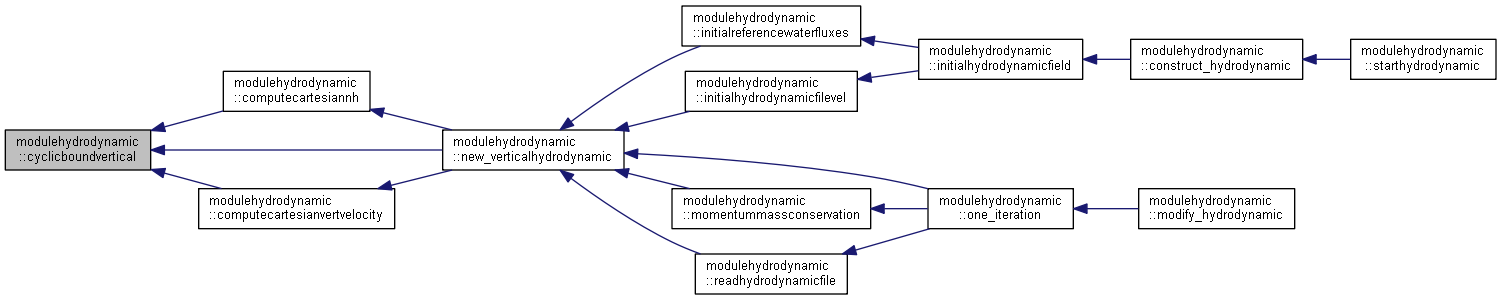 modulehydrodynamic
::cyclicboundvertical
modulehydrodynamic
::computecartesiannh
modulehydrodynamic
::computecartesianvertvelocity
modulehydrodynamic
::new_verticalhydrodynamic
modulehydrodynamic
::initialreferencewaterfluxes
modulehydrodynamic
::initialhydrodynamicfilevel
modulehydrodynamic
::momentummassconservation
modulehydrodynamic
::readhydrodynamicfile
modulehydrodynamic
::initialhydrodynamicfield
modulehydrodynamic
::one_iteration
modulehydrodynamic
::construct_hydrodynamic
modulehydrodynamic
::modify_hydrodynamic
modulehydrodynamic
::starthydrodynamic